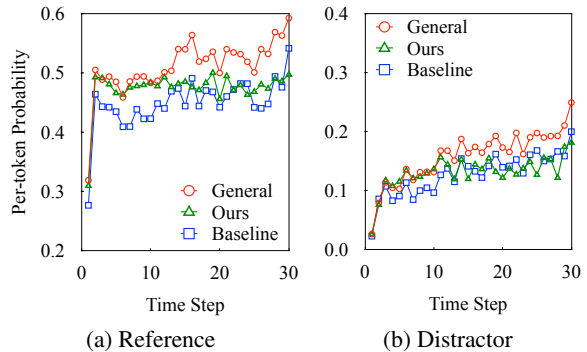 Per-token Probability
0.6
0.5
0.4
0.3
0.2
General
Ours
Baseline
0 10 20 30
Time Step
(a) Reference
0.4
0.3
0.2
0.1
0.0
General
Ours
Baseline
0 10 20 30
Time Step
(b) Distractor